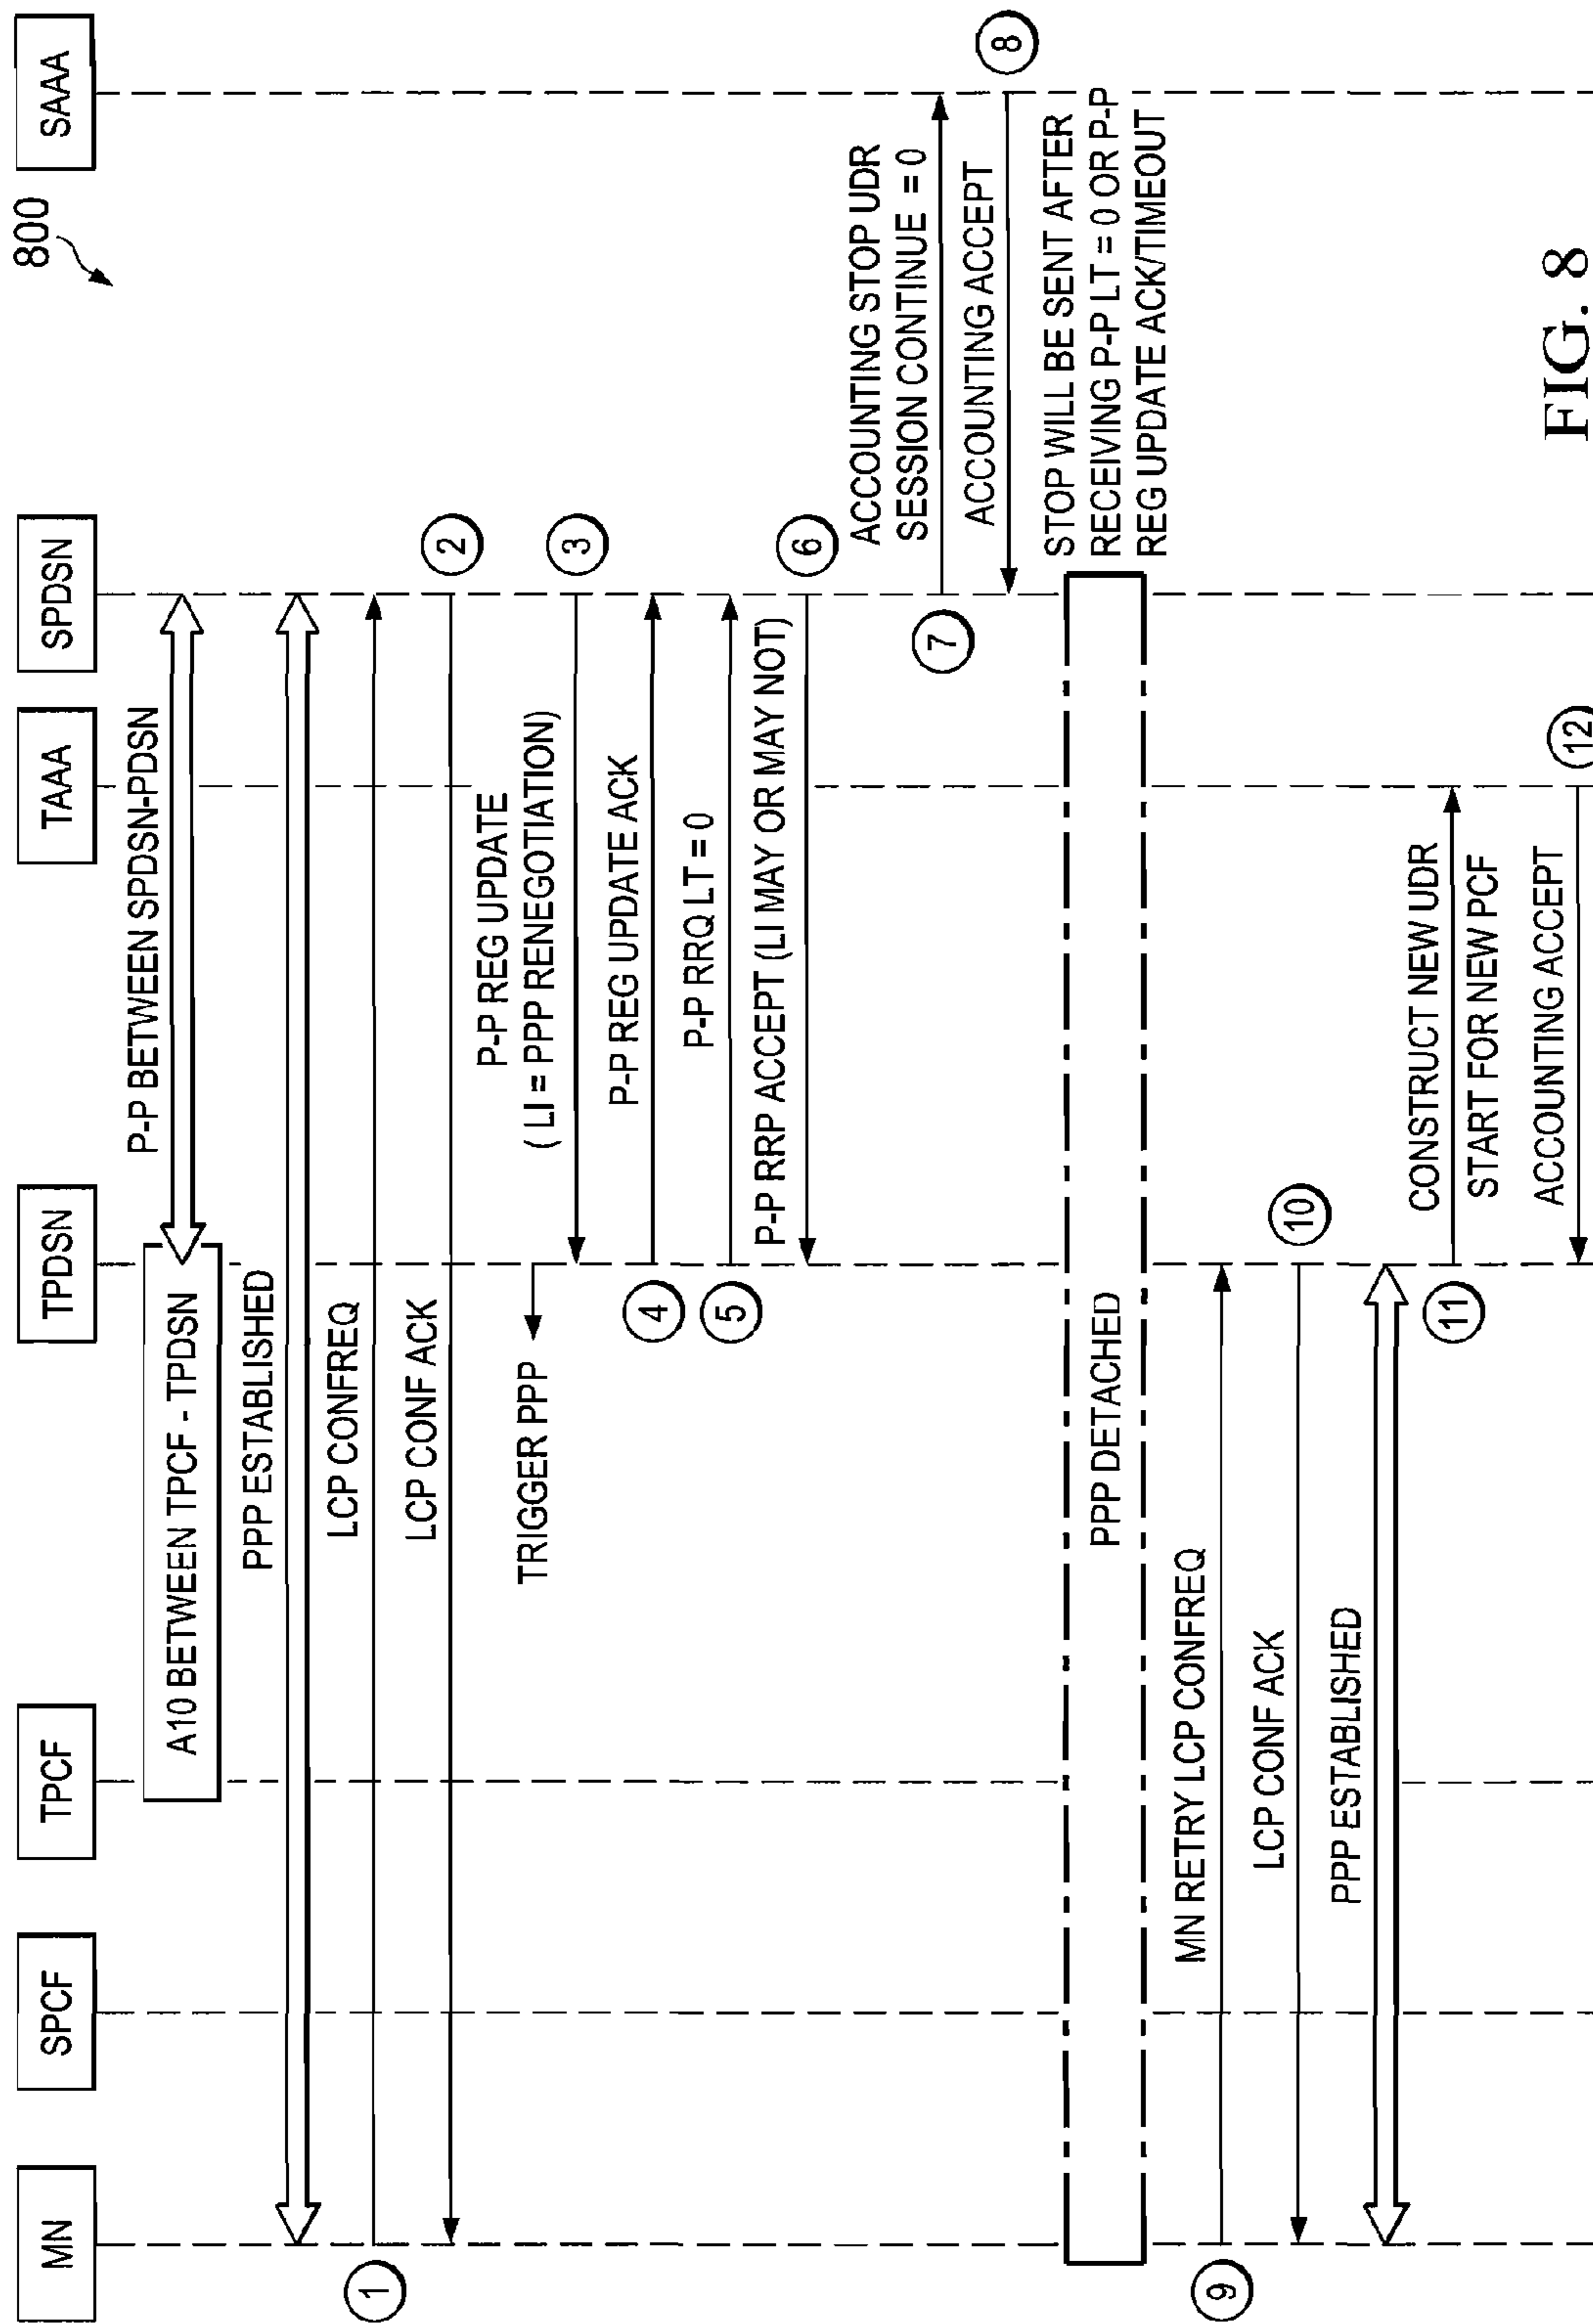 800
MN
SPCF
TPCF
TPDSN
TAAA
SPDSN
SAAA
P-P BETWEEN SPDSN-PDSN
A10 BETWEEN TPCF - TPDSN
PPP ESTABLISHED
1
LCP CONFREQ
LCP CONF ACK
2
TRIGGER PPP
P-P REG UPDATE
( LI = PPP RENEGOTIATION)
3
4
P-P REG UPDATE ACK
5
P-P RRQ LT = 0
P-P RRP ACCEPT (LI MAY OR MAY NOT)
6
ACCOUNTING STOP UDR
SESSION CONTINUE = 0
7
ACCOUNTING ACCEPT
8
STOP WILL BE SENT AFTER
RECEIVING P-P LT = 0 OR P-P
REG UPDATE ACK/TIMEOUT
PPP DETACHED
9
MN RETRY LCP CONFREQ
LCP CONF ACK
10
PPP ESTABLISHED
CONSTRUCT NEW UDR
START FOR NEW PCF
11
ACCOUNTING ACCEPT
12
FIG. 8